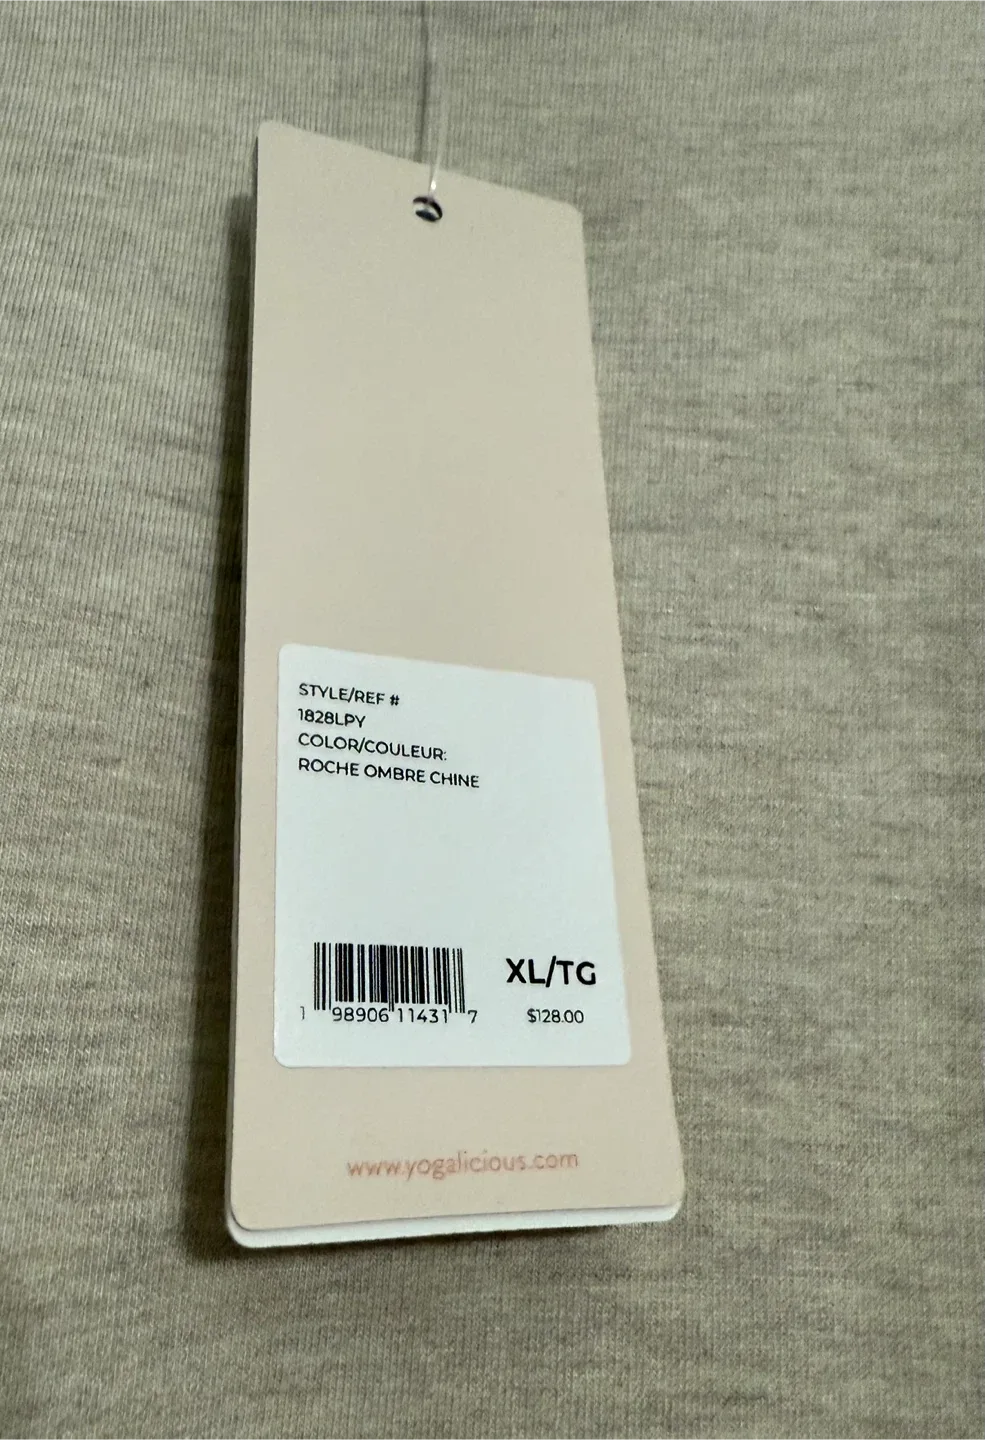 STYLE/REF #
1828LPY
COLOR/COULEUR:
ROCHE OMBRE CHINE
XL/TG
1 98906 11431 7
$128.00
www.yogalicious.com